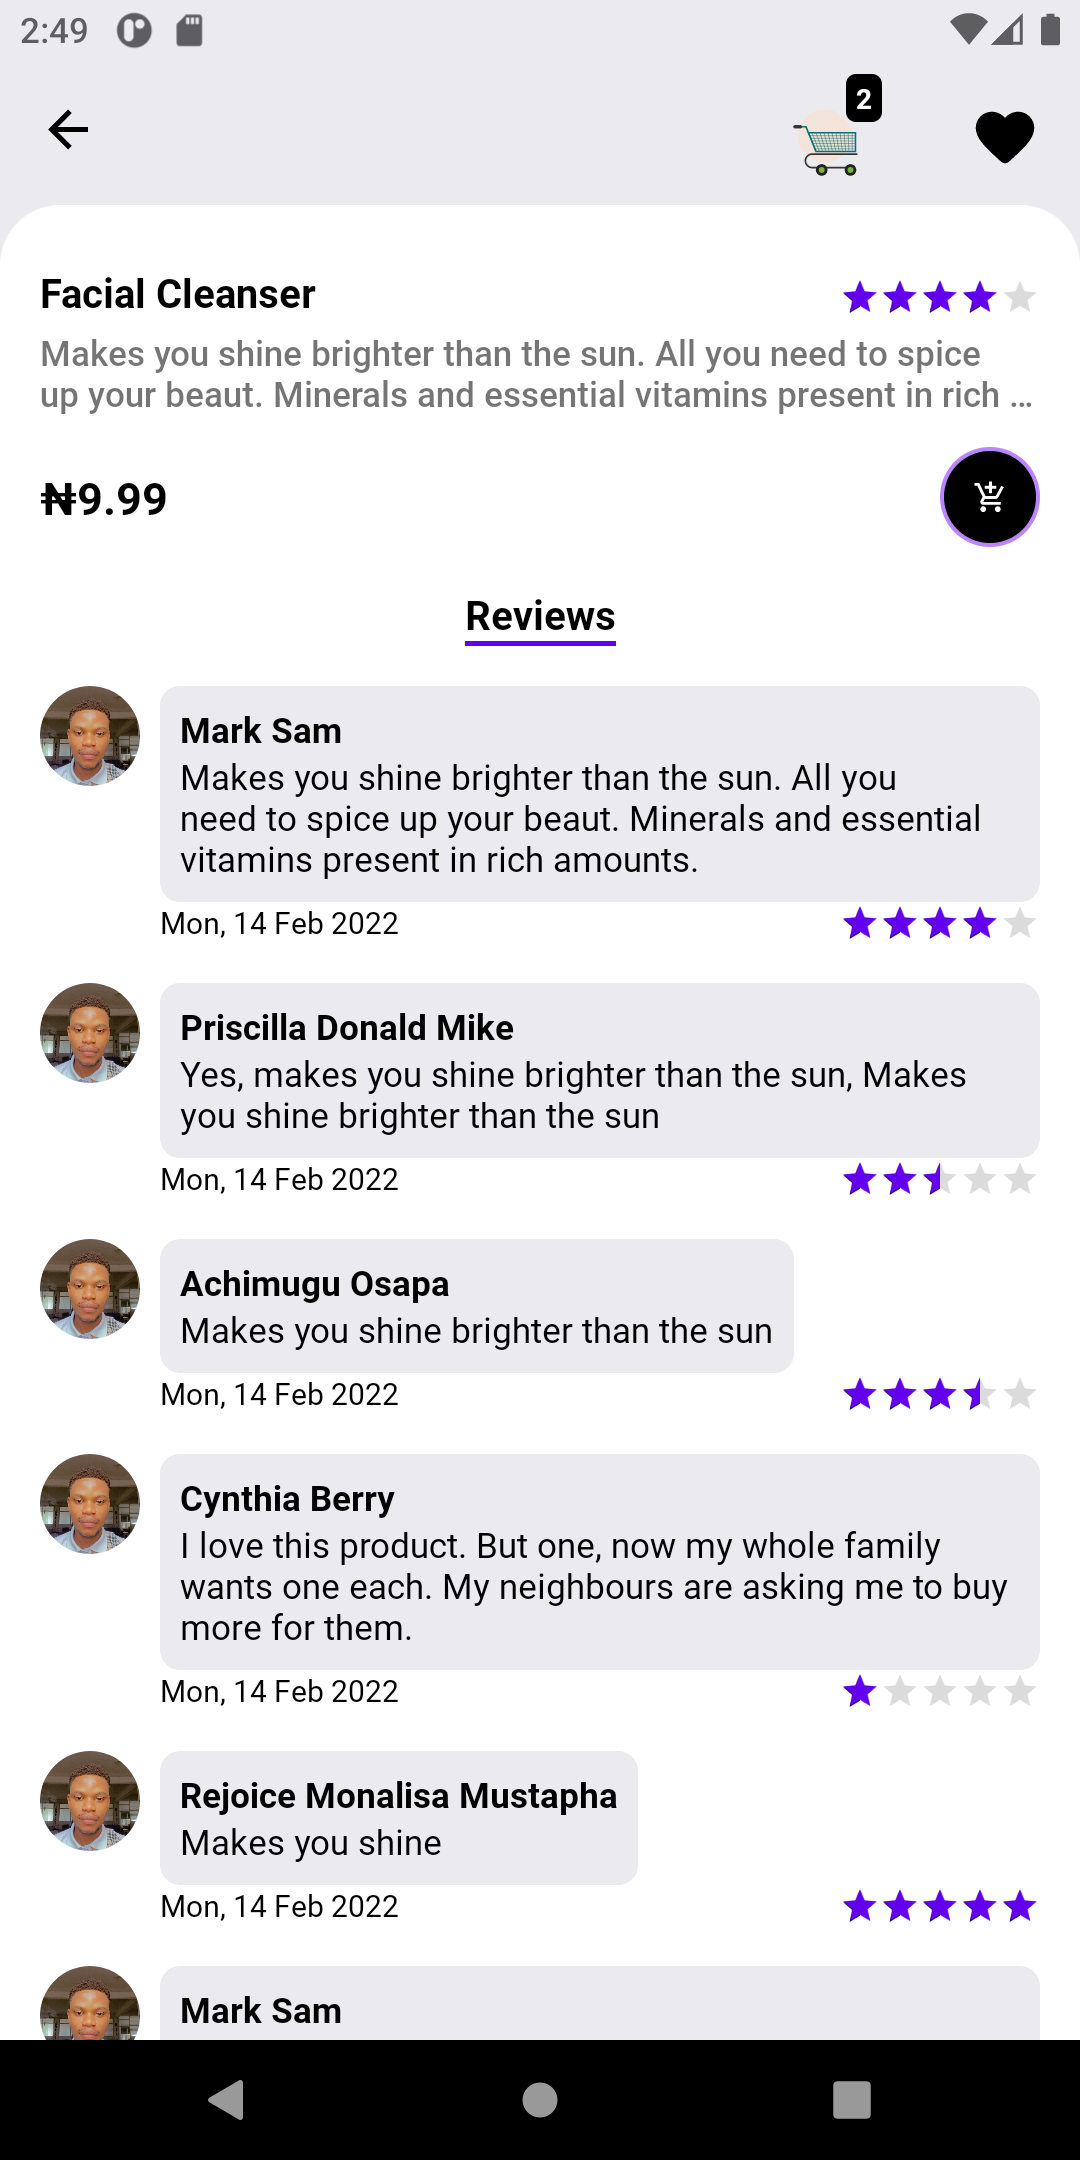 2:49
2
Facial Cleanser
Makes you shine brighter than the sun. All you need to spice
up your beaut. Minerals and essential vitamins present in rich ...
₦9.99
Reviews
Mark Sam
Makes you shine brighter than the sun. All you
need to spice up your beaut. Minerals and essential
vitamins present in rich amounts.
Mon, 14 Feb 2022
Priscilla Donald Mike
Yes, makes you shine brighter than the sun, Makes
you shine brighter than the sun
Mon, 14 Feb 2022
Achimugu Osapa
Makes you shine brighter than the sun
Mon, 14 Feb 2022
Cynthia Berry
I love this product. But one, now my whole family
wants one each. My neighbours are asking me to buy
more for them.
Mon, 14 Feb 2022
Rejoice Monalisa Mustapha
Makes you shine
Mon, 14 Feb 2022
Mark Sam